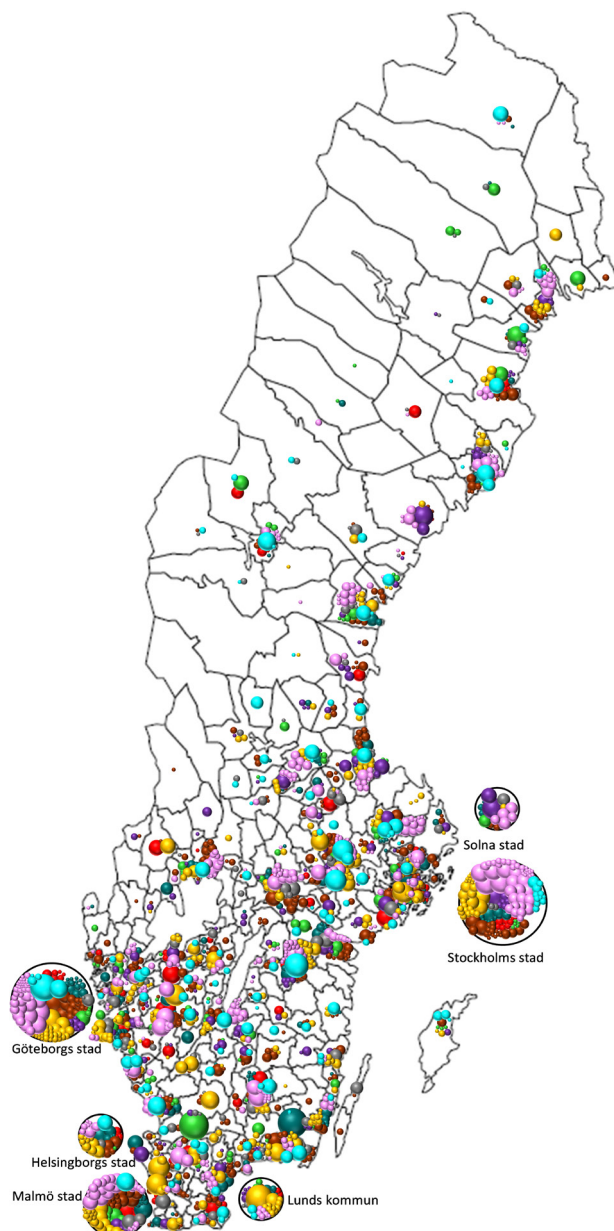 Solna stad
Stockholms stad
Göteborgs stad
Helsingborgs stad
Malmö stad
Lunds kommun